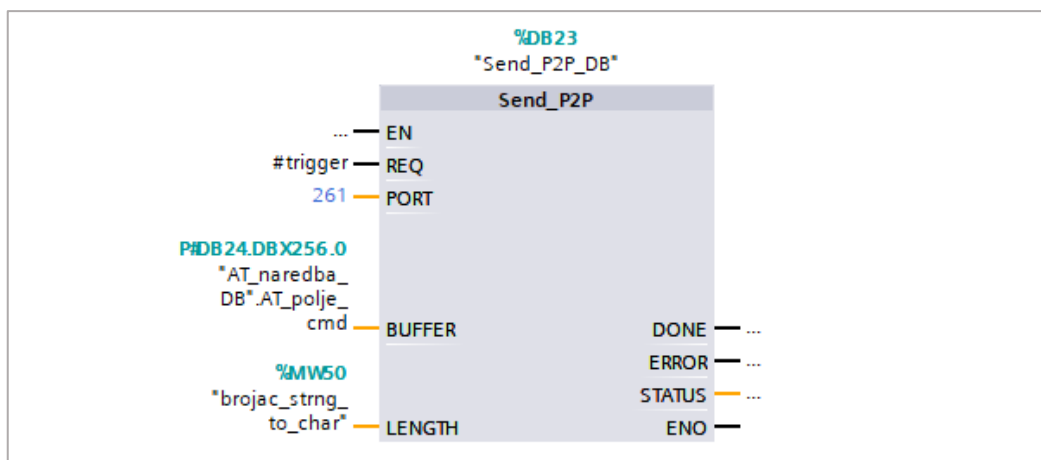 %DB23
"Send_P2P_DB"
Send_P2P
... EN
#trigger REQ
261 PORT
P#DB24.DBX256.0
"AT_naredba_
DB".AT_polje_
cmd BUFFER DONE ...
ERROR ...
%MW50 STATUS ...
"brojac_strng_
to_char" LENGTH ENO